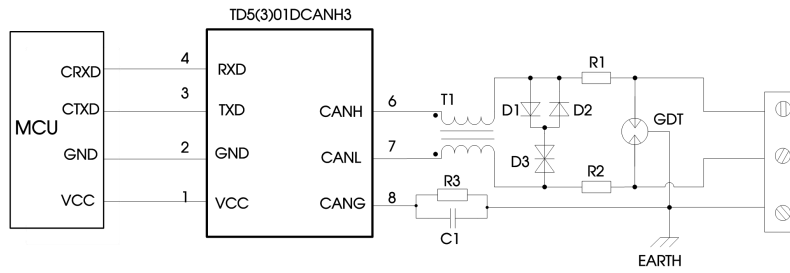 TD5(3)01DCANH3
MCU
CRXD 4 RXD
CTXD 3 TXD
GND 2 GND
VCC 1 VCC
CANH 6
CANL 7
CANG 8
T1
D1 D2
D3
R1
GDT
R2
R3
C1
EARTH